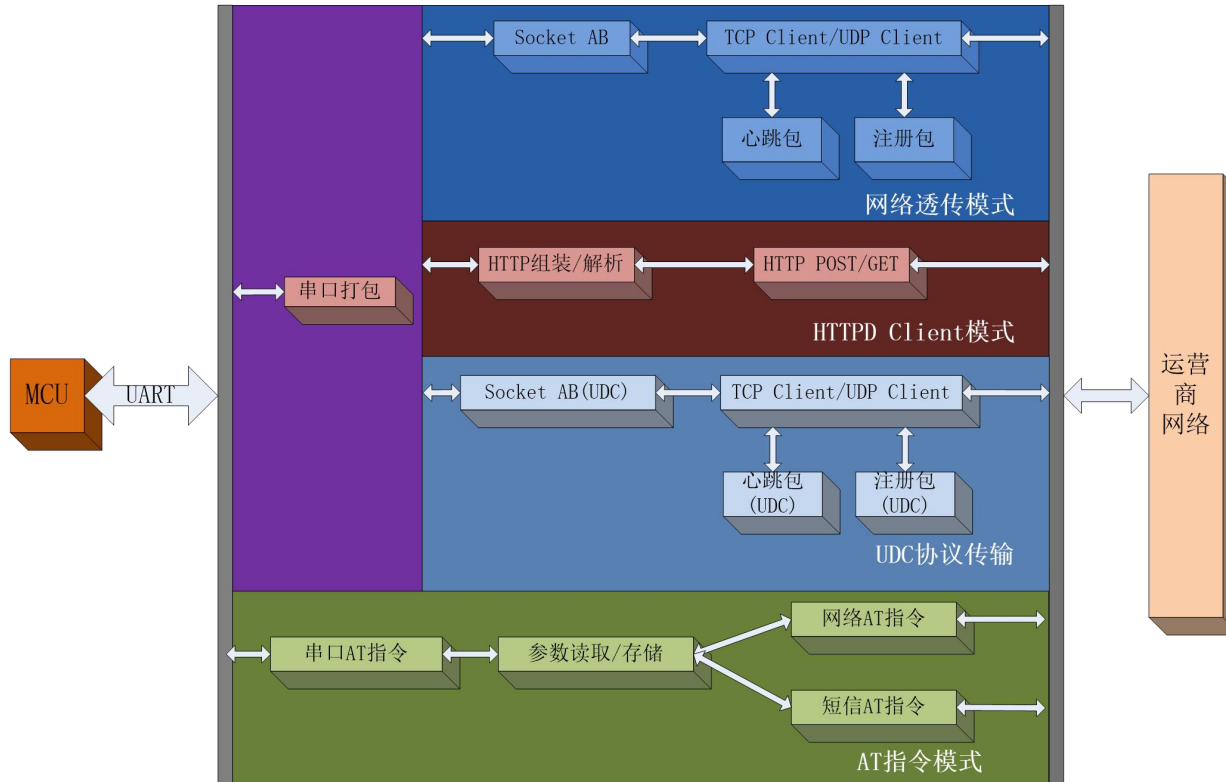 Socket AB
TCP Client/UDP Client
心跳包
注册包
网络透传模式
串口打包
HTTP组装/解析
HTTP POST/GET
HTTPD Client模式
MCU
UART
Socket AB(UDC)
TCP Client/UDP Client
心跳包
(UDC)
注册包
(UDC)
UDC协议传输
运营
商
网络
串口AT指令
参数读取/存储
网络AT指令
短信AT指令
AT指令模式